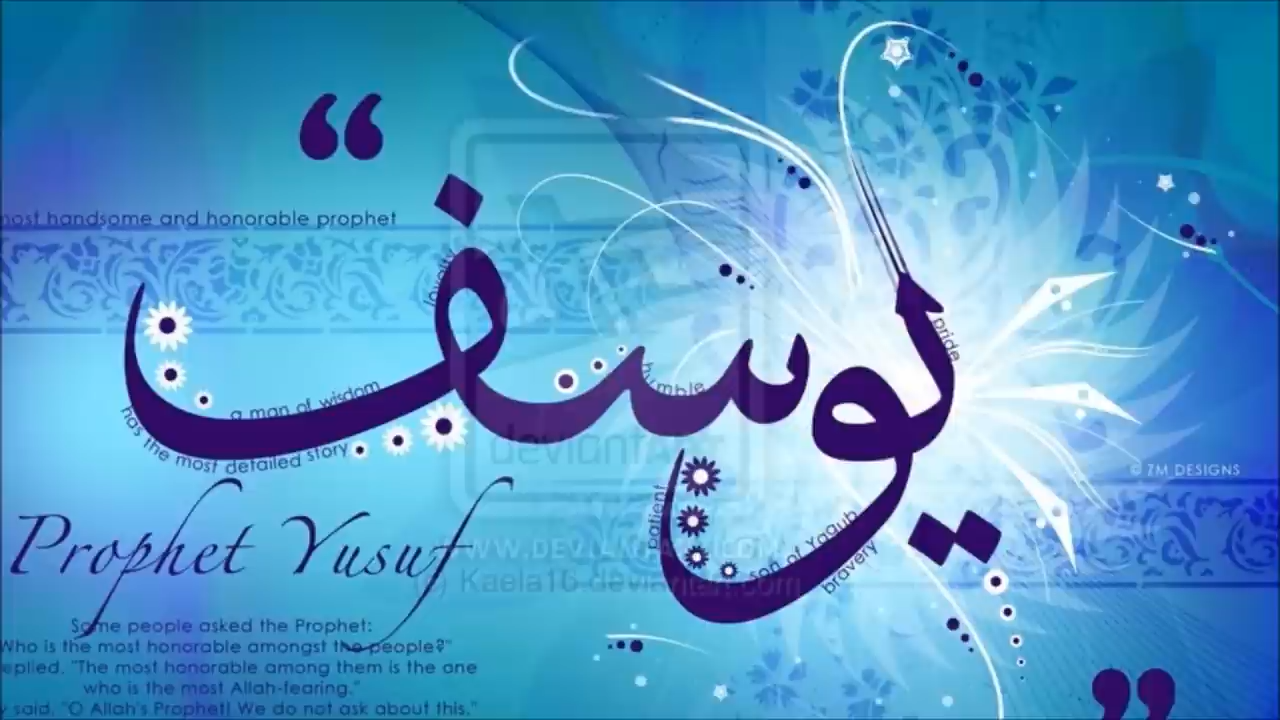 “
most handsome and honorable prophet
يوسف
loyalty
pride
humble
a man of wisdom
has the most detailed story
patient
son of Yaqub
bravery
© ZM DESIGNS
deviantART
WWW.DEVIANTART.COM
(c) Kaela16.deviantart.com
Prophet Yusuf
Some people asked the Prophet:
Who is the most honorable amongst the people?"
eplied, "The most honorable among them is the one
who is the most Allah-fearing."
y said, "O Allah's Prophet! We do not ask about this."
”